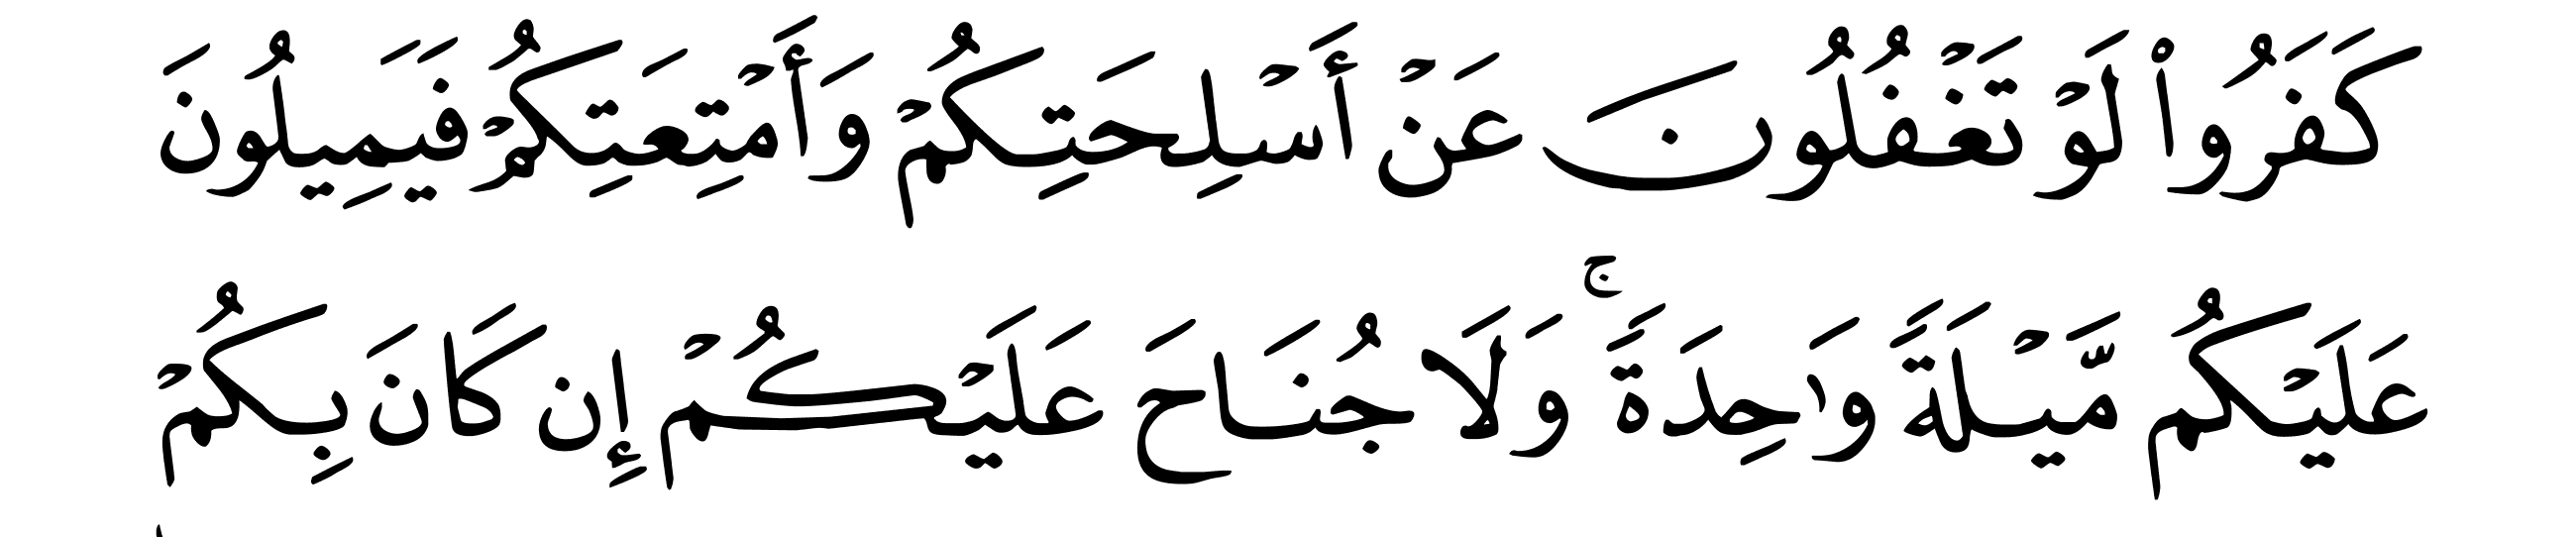 كَفَرُوا۟ لَوْ تَغْفُلُونَ عَنْ أَسْلِحَتِكُمْ وَأَمْتِعَتِكُمْ فَيَمِيلُونَ
عَلَيْكُم مَّيْلَةً وَٰحِدَةً ۚ وَلَا جُنَاحَ عَلَيْكُمْ إِن كَانَ بِكُمْ